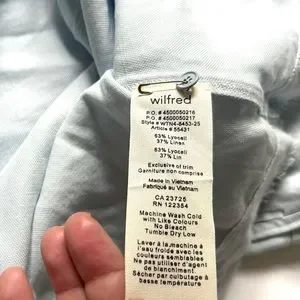 wilfred
P.O. # 4500050216
P.O. # 4500050217
Style # WTN4-8453-25
Article # 55431
63% Lyocell
37% Linen
63% Lyocell
37% Lin
Exclusive of trim
Garniture non comprise
Made in Vietnam
Fabriqué au Vietnam
CA 23725
RN 122384
Machine Wash Cold
with Like Colours
No Bleach
Tumble Dry Low
Laver à la machine à
l'eau froide avec les
couleurs semblables
Ne pas utiliser d'agent
de blanchiment
Sécher par culbutage à
basse température